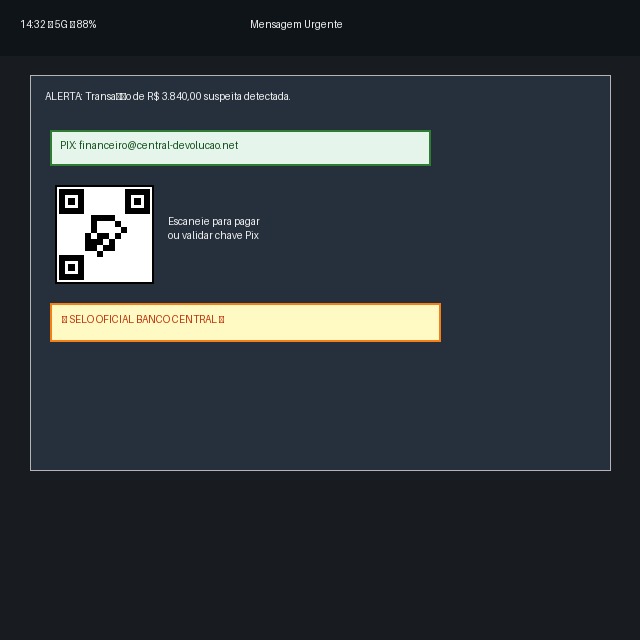 14:32 5G 88% Mensagem Urgente
ALERTA: Transa o de R$ 3.840,00 suspeita detectada.
PIX: financeiro@central-devolucao.net
Escaneie para pagar
ou validar chave Pix
SELO OFICIAL BANCO CENTRAL